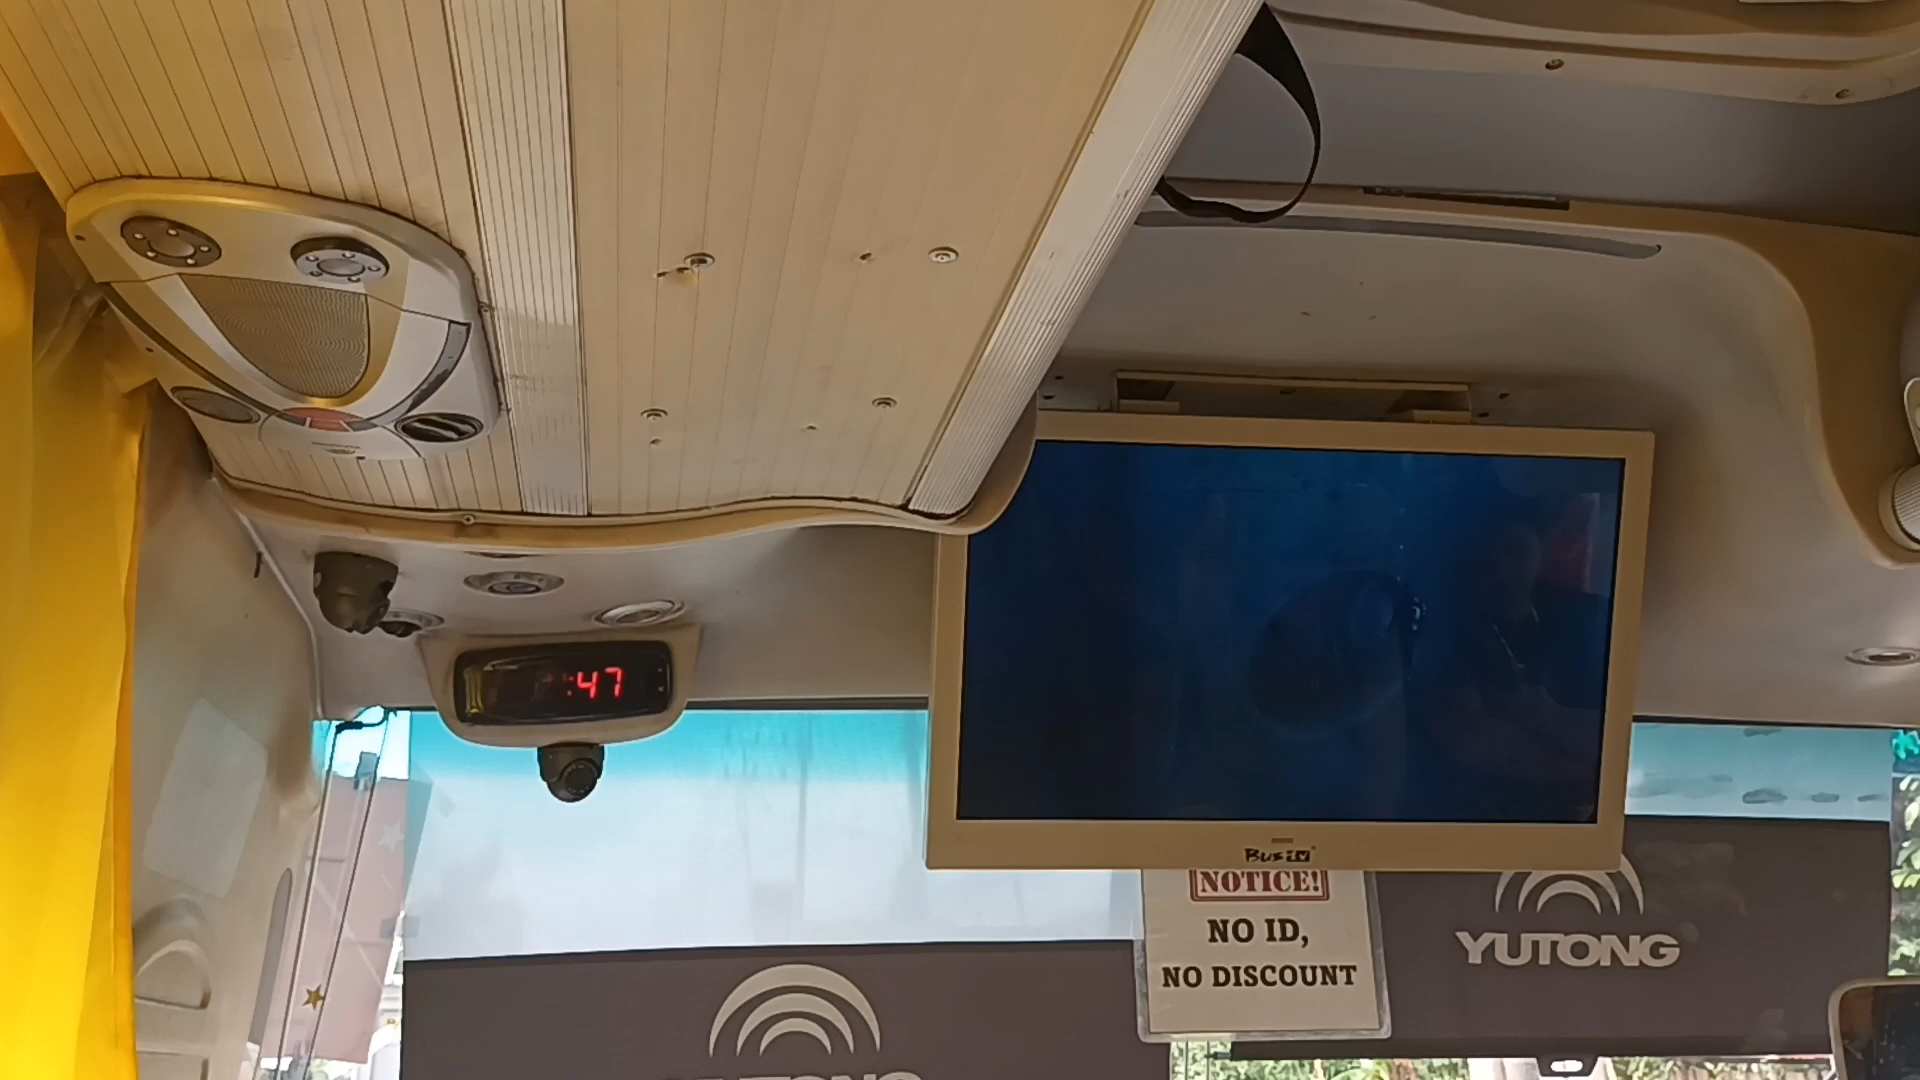 :47
Bus TV
NOTICE!
NO ID,
NO DISCOUNT
YUTONG